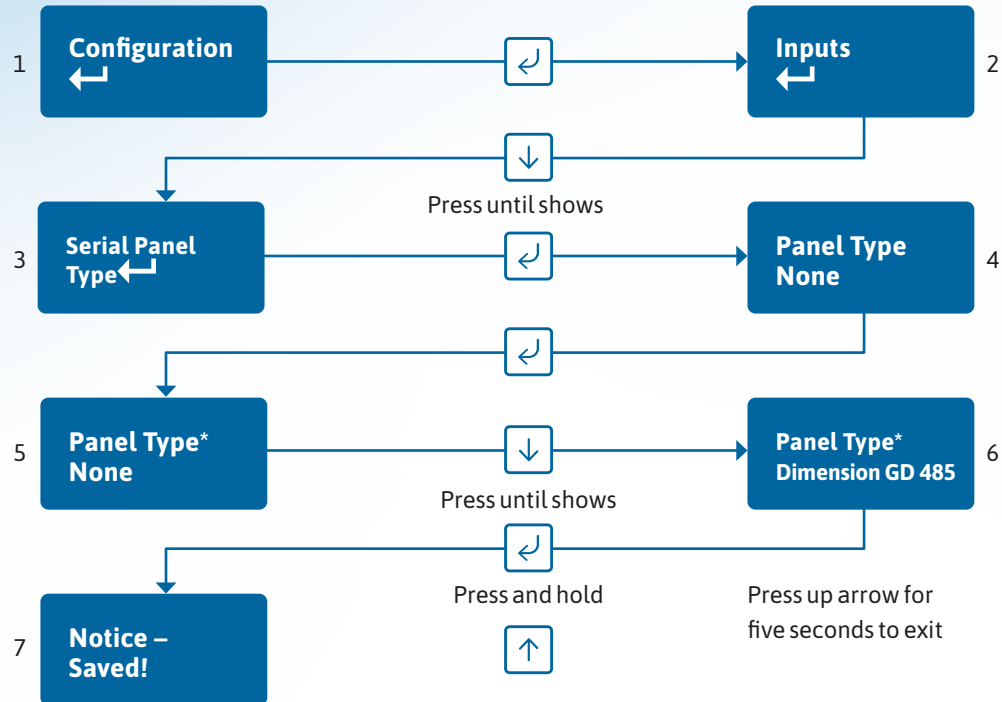 1
Configuration
Inputs
2
Press until shows
3
Serial Panel
Type
Panel Type
None
4
5
Panel Type*
None
Press until shows
Panel Type*
Dimension GD 485
6
Press and hold
Press up arrow for
five seconds to exit
7
Notice –
Saved!